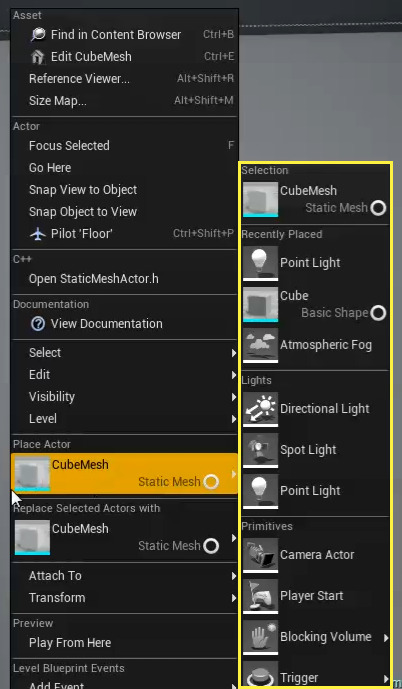 Asset
Find in Content Browser Ctrl+B
Edit CubeMesh Ctrl+E
Reference Viewer... Alt+Shift+R
Size Map... Alt+Shift+M
Actor
Focus Selected F
Go Here
Snap View to Object
Snap Object to View
Pilot 'Floor' Ctrl+Shift+P
C++
Open StaticMeshActor.h
Documentation
View Documentation
Select
Edit
Visibility
Level
Place Actor
CubeMesh
Static Mesh
Replace Selected Actors with
CubeMesh
Static Mesh
Attach To
Transform
Preview
Play From Here
Level Blueprint Events
Add Event
Selection
CubeMesh
Static Mesh
Recently Placed
Point Light
Cube
Basic Shape
Atmospheric Fog
Lights
Directional Light
Spot Light
Point Light
Primitives
Camera Actor
Player Start
Blocking Volume
Trigger